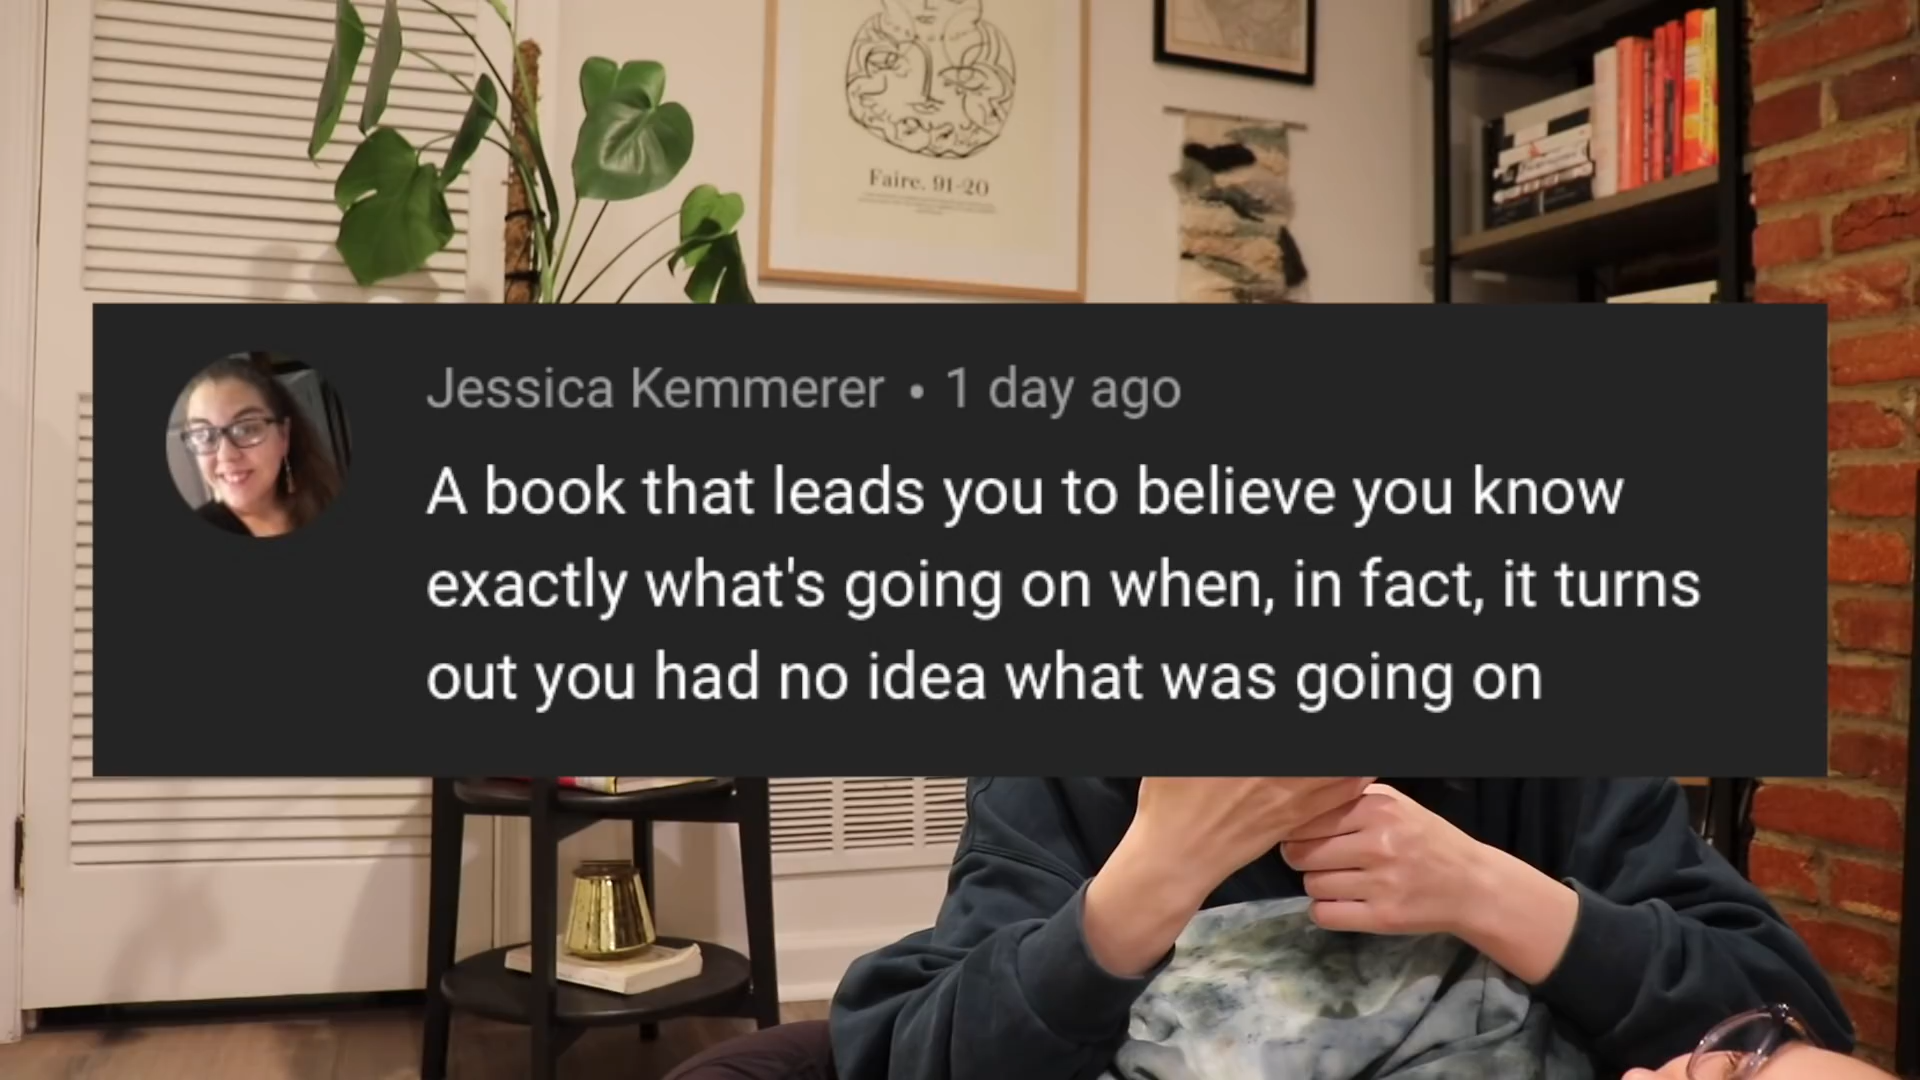 Faire. 91-20
Jessica Kemmerer • 1 day ago
A book that leads you to believe you know
exactly what's going on when, in fact, it turns
out you had no idea what was going on